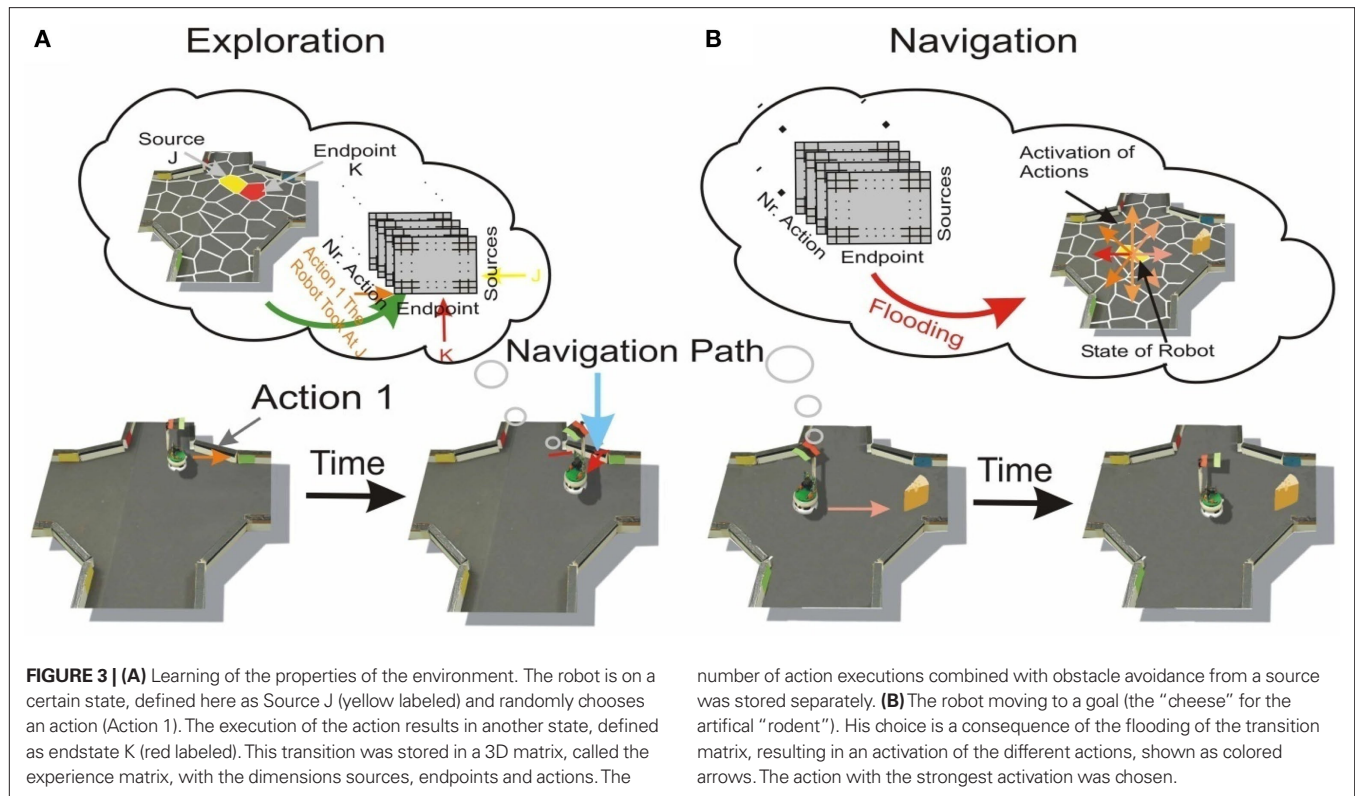 A
Exploration
Source
J
Endpoint
K
Nr. Action
Action 1 The
Robot Took At J
Sources
Endpoint
J
K
Action 1
Time
Navigation Path
B
Navigation
Nr. Action
Sources
Endpoint
Flooding
Activation of
Actions
State of Robot
Time
FIGURE 3 | (A) Learning of the properties of the environment. The robot is on a
certain state, defined here as Source J (yellow labeled) and randomly chooses
an action (Action 1). The execution of the action results in another state, defined
as endstate K (red labeled). This transition was stored in a 3D matrix, called the
experience matrix, with the dimensions sources, endpoints and actions. The
number of action executions combined with obstacle avoidance from a source
was stored separately. (B) The robot moving to a goal (the “cheese” for the
artifical “rodent”). His choice is a consequence of the flooding of the transition
matrix, resulting in an activation of the different actions, shown as colored
arrows. The action with the strongest activation was chosen.